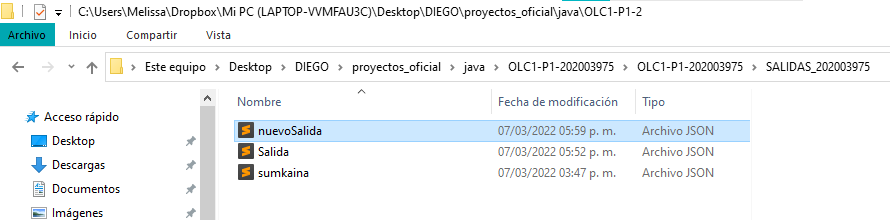 C:\Users\Melissa\Dropbox\Mi PC (LAPTOP-VVMFAU3C)\Desktop\DIEGO\proyectos_oficial\java\OLC1-P1-2
Archivo Inicio Compartir Vista
Este equipo > Desktop > DIEGO > proyectos_oficial > java > OLC1-P1-202003975 > OLC1-P1-202003975 > SALIDAS_202003975
Nombre Fecha de modificación Tipo
Acceso rápido
Desktop
Descargas
Documentos
Imágenes
nuevoSalida 07/03/2022 05:59 p. m. Archivo JSON
Salida 07/03/2022 05:52 p. m. Archivo JSON
sumkaina 07/03/2022 03:47 p. m. Archivo JSON